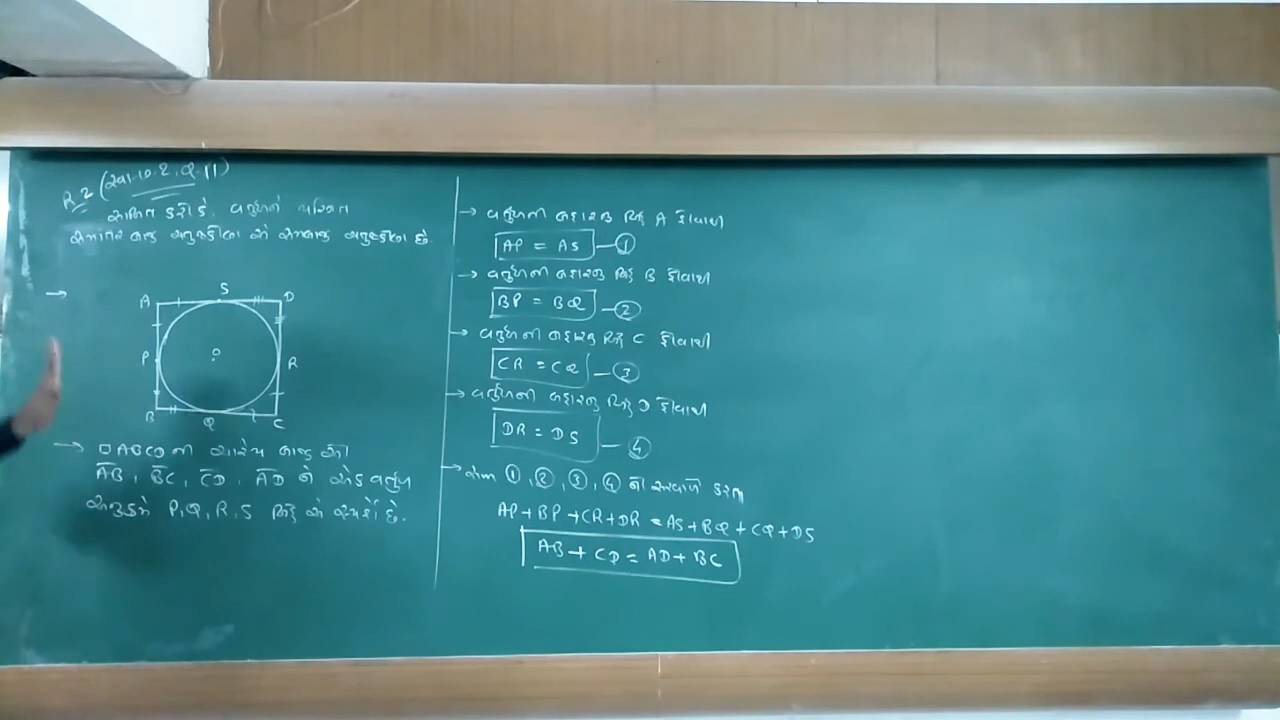 R.2 (સ્વા.10.2, Q.11)
સાબિત કરો કે, વર્તુળને પરિગત
સમાંતર બાજુ ચતુષ્કોણ એ સમબાજુ ચતુષ્કોણ છે.
→
A S D
P O R
B Q C
→ □ABCD ની ચારેય બાજુ
AB, BC, CD, AD ને એક વર્તુળ
અનુક્રમે P, Q, R, S બિંદુ એ સ્પર્શે છે.
→ વર્તુળની બહારનું બિંદુ A હોવાથી
AP = AS —①
→ વર્તુળની બહારનું બિંદુ B હોવાથી
BP = BQ —②
→ વર્તુળની બહારનું બિંદુ C હોવાથી
CR = CQ —③
→ વર્તુળની બહારનું બિંદુ D હોવાથી
DR = DS —④
→ ①, ②, ③, ④ નો સરવાળો કરતા
AP + BP + CR + DR = AS + BQ + CQ + DS
AB + CD = AD + BC